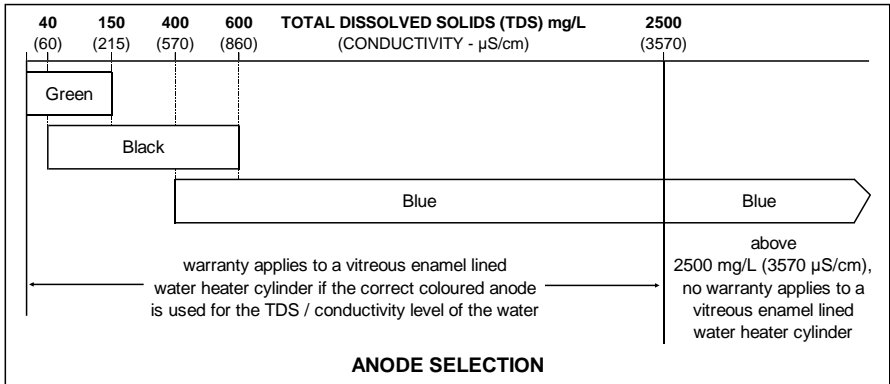 40 150 400 600 TOTAL DISSOLVED SOLIDS (TDS) mg/L 2500
(60) (215) (570) (860) (CONDUCTIVITY - µS/cm) (3570)
Green
Black
Blue Blue
warranty applies to a vitreous enamel lined
water heater cylinder if the correct coloured anode
is used for the TDS / conductivity level of the water
above
2500 mg/L (3570 µS/cm),
no warranty applies to a
vitreous enamel lined
water heater cylinder
ANODE SELECTION